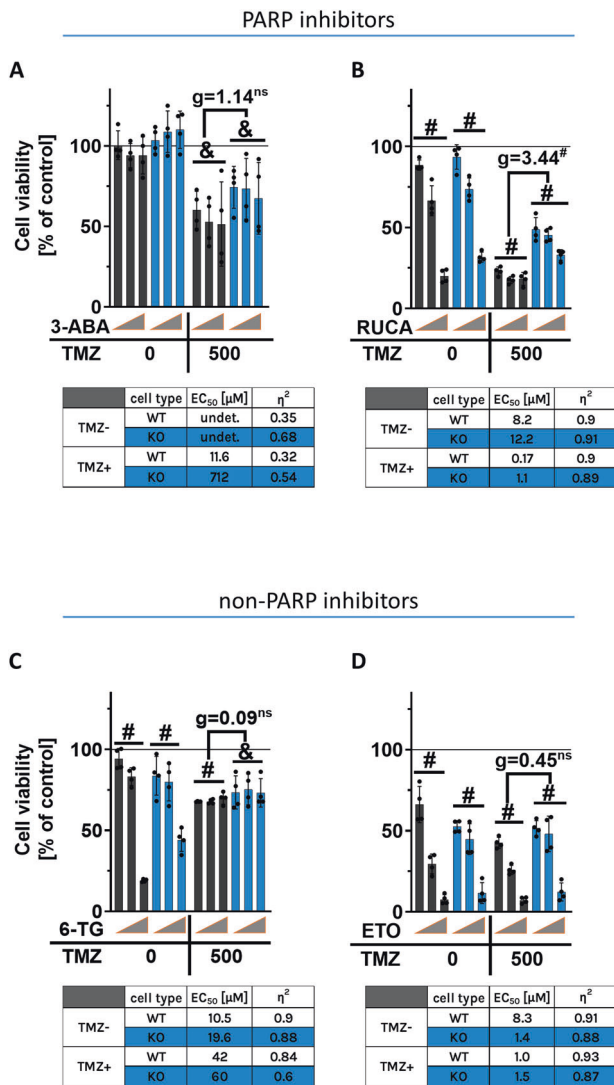 PARP inhibitors
A
Cell viability
[% of control]
100
50
0
g=1.14ns
&
&
3-ABA
TMZ 0 500
cell type EC50 [µM] η2
TMZ- WT undet. 0.35
KO undet. 0.68
TMZ+ WT 11.6 0.32
KO 712 0.54
B
100
50
0
#
#
g=3.44#
#
#
RUCA
TMZ 0 500
cell type EC50 [µM] η2
TMZ- WT 8.2 0.9
KO 12.2 0.91
TMZ+ WT 0.17 0.9
KO 1.1 0.89
non-PARP inhibitors
C
Cell viability
[% of control]
100
50
0
#
#
g=0.09ns
#
&
6-TG
TMZ 0 500
cell type EC50 [µM] η2
TMZ- WT 10.5 0.9
KO 19.6 0.88
TMZ+ WT 42 0.84
KO 60 0.6
D
100
50
0
#
#
g=0.45ns
#
#
ETO
TMZ 0 500
cell type EC50 [µM] η2
TMZ- WT 8.3 0.91
KO 1.4 0.88
TMZ+ WT 1.0 0.93
KO 1.5 0.87